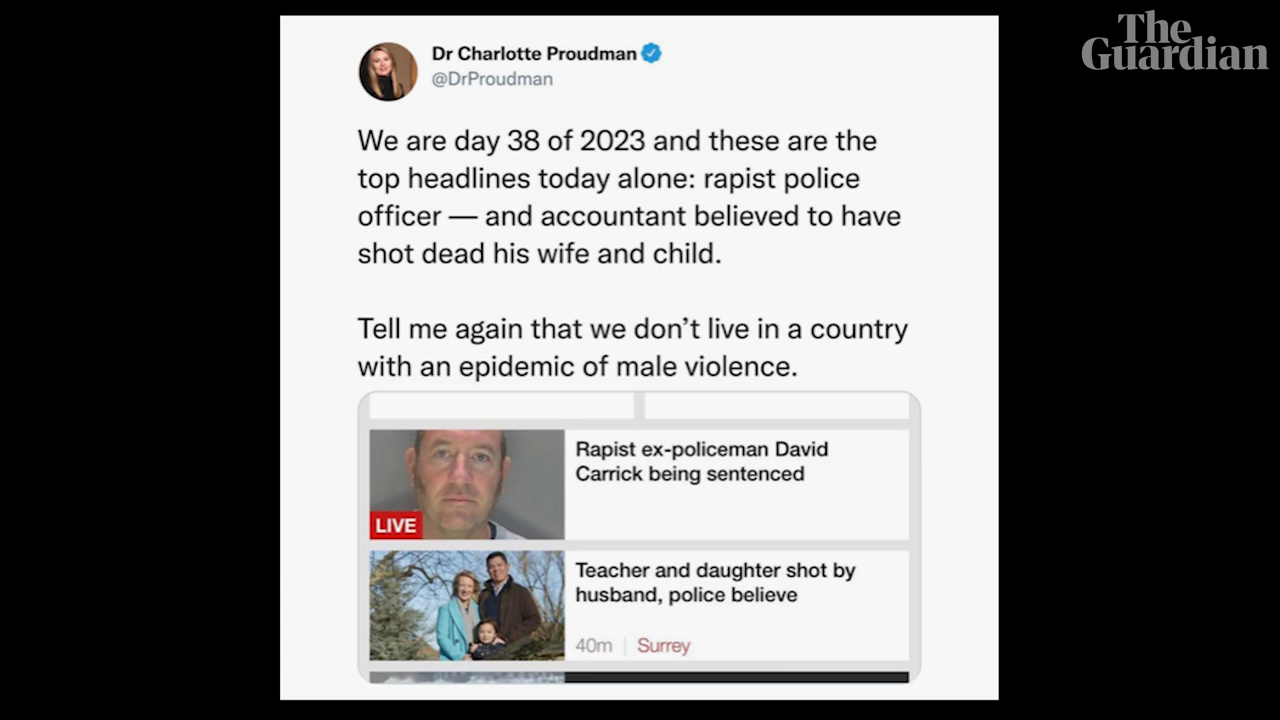 The
Guardian
Dr Charlotte Proudman
@DrProudman
We are day 38 of 2023 and these are the
top headlines today alone: rapist police
officer — and accountant believed to have
shot dead his wife and child.
Tell me again that we don’t live in a country
with an epidemic of male violence.
Rapist ex-policeman David
Carrick being sentenced
LIVE
Teacher and daughter shot by
husband, police believe
40m | Surrey